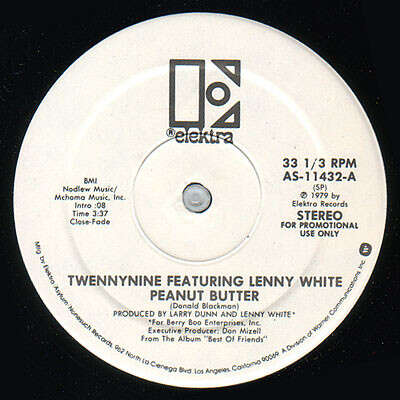 ®elektra
BMI
Nodlew Music/
Mchoma Music, Inc.
Intro :08
Time 3:37
Close-Fade
33 1/3 RPM
AS-11432-A
(SP)
℗ 1979 by
Elektra Records
STEREO
FOR PROMOTIONAL
USE ONLY
TWENNYNINE FEATURING LENNY WHITE
PEANUT BUTTER
(Donald Blackman)
PRODUCED BY LARRY DUNN AND LENNY WHITE*
*For Berry Boo Enterprises, Inc.
Executive Producer: Don Mizell
From The Album "Best Of Friends"
Mfg. by Elektra/Asylum/Nonesuch Records, 962 North La Cienega Blvd. Los Angeles, California 90069. A Division of Warner Communications, Inc.